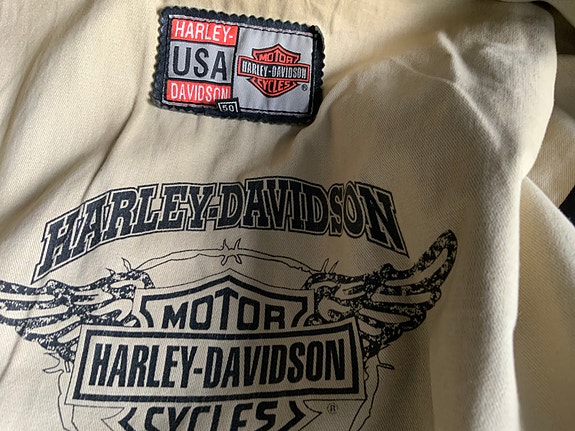 HARLEY-
USA
DAVIDSON
50
MOTOR
HARLEY-DAVIDSON
CYCLES
®
HARLEY-DAVIDSON
MOTOR
HARLEY-DAVIDSON
®
CYCLES